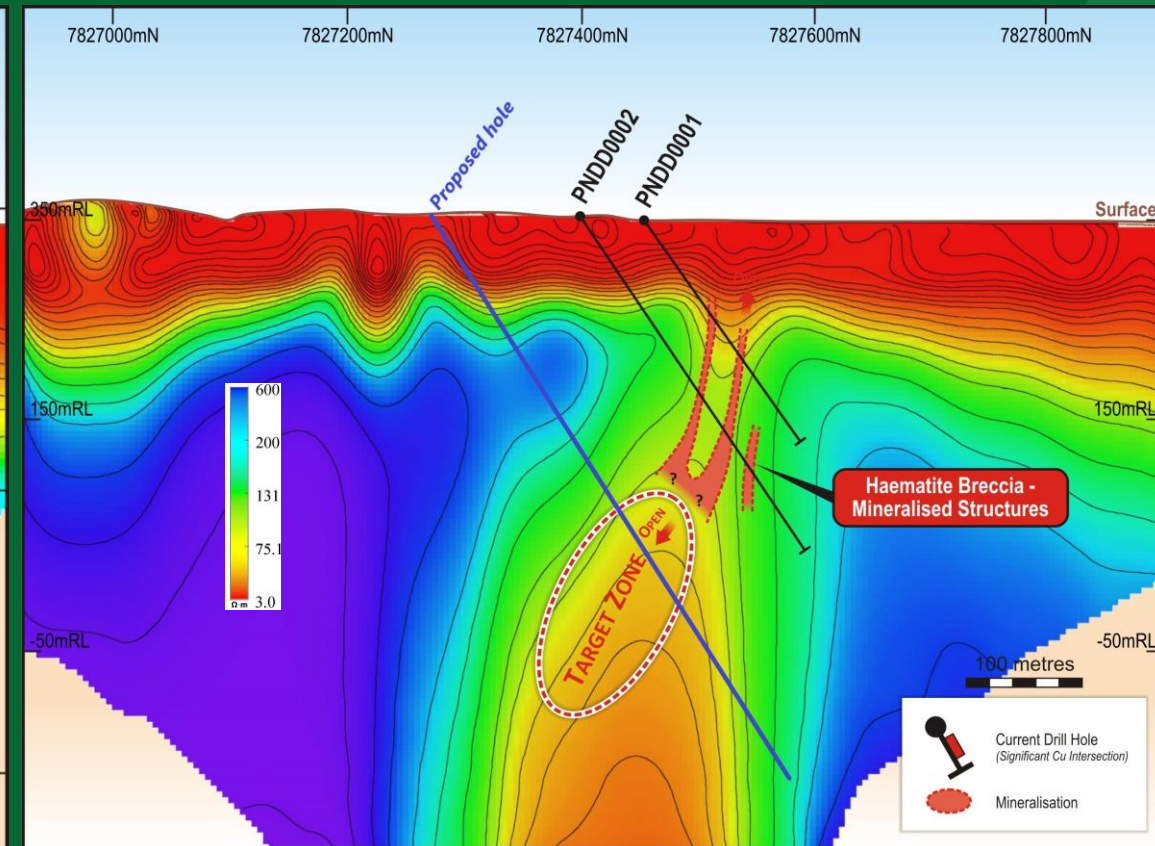 7827000mN
7827200mN
7827400mN
7827600mN
7827800mN
Proposed hole
PNDD0002
PNDD0001
350mRL
Surface
600
200
131
75.1
3.0
Ω·m
150mRL
150mRL
?
?
Haematite Breccia -
Mineralised Structures
OPEN
TARGET ZONE
-50mRL
-50mRL
100 metres
Current Drill Hole
(Significant Cu Intersection)
Mineralisation